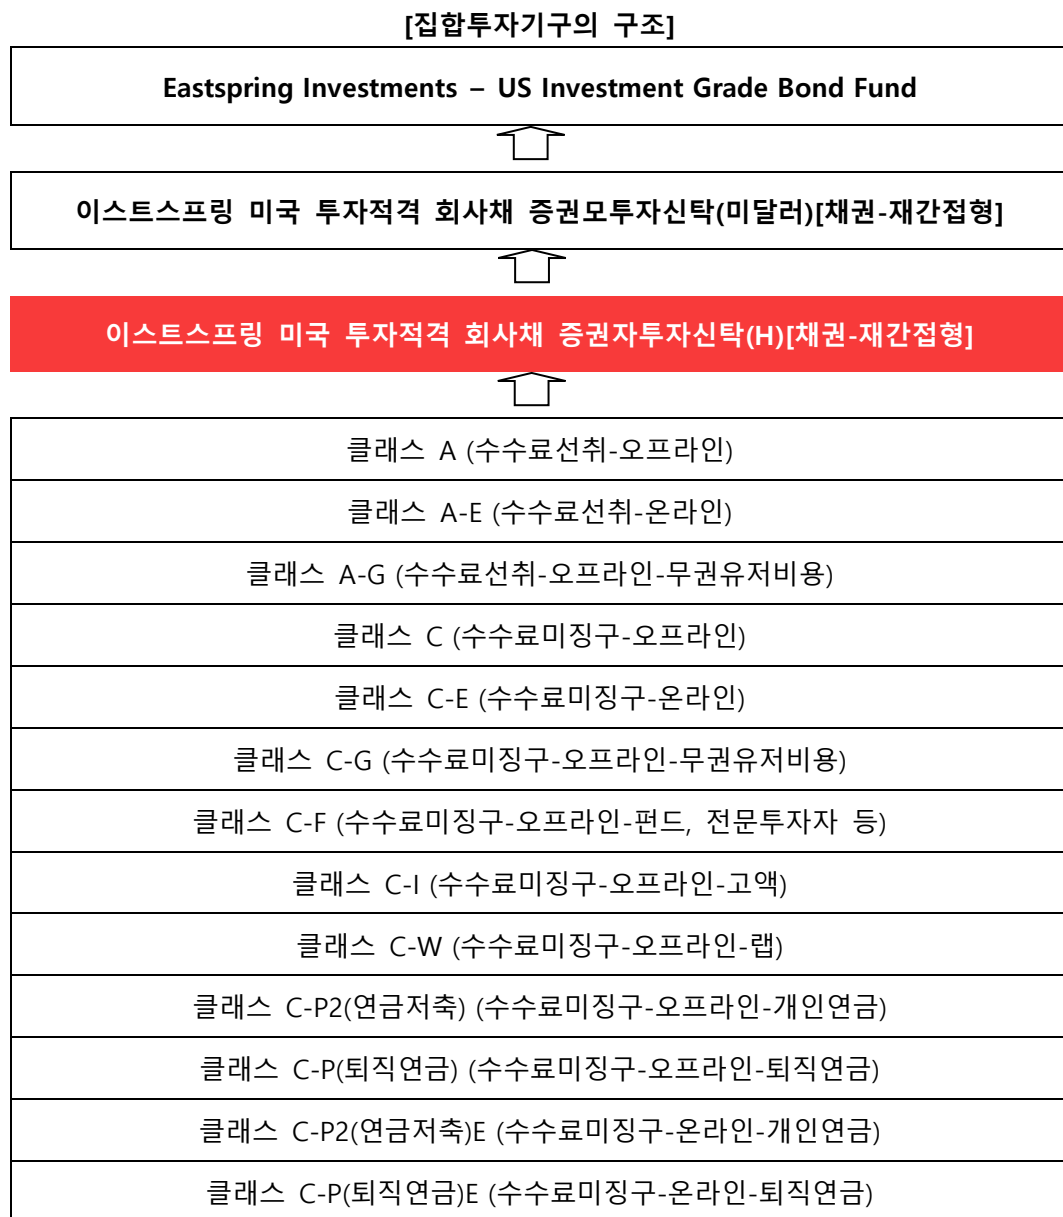 [집합투자기구의 구조]
Eastspring Investments – US Investment Grade Bond Fund
이스트스프링 미국 투자적격 회사채 증권모투자신탁(미달러)[채권-재간접형]
이스트스프링 미국 투자적격 회사채 증권자투자신탁(H)[채권-재간접형]
클래스 A (수수료선취-오프라인)
클래스 A-E (수수료선취-온라인)
클래스 A-G (수수료선취-오프라인-무권유저비용)
클래스 C (수수료미징구-오프라인)
클래스 C-E (수수료미징구-온라인)
클래스 C-G (수수료미징구-오프라인-무권유저비용)
클래스 C-F (수수료미징구-오프라인-펀드, 전문투자자 등)
클래스 C-I (수수료미징구-오프라인-고액)
클래스 C-W (수수료미징구-오프라인-랩)
클래스 C-P2(연금저축) (수수료미징구-오프라인-개인연금)
클래스 C-P(퇴직연금) (수수료미징구-오프라인-퇴직연금)
클래스 C-P2(연금저축)E (수수료미징구-온라인-개인연금)
클래스 C-P(퇴직연금)E (수수료미징구-온라인-퇴직연금)